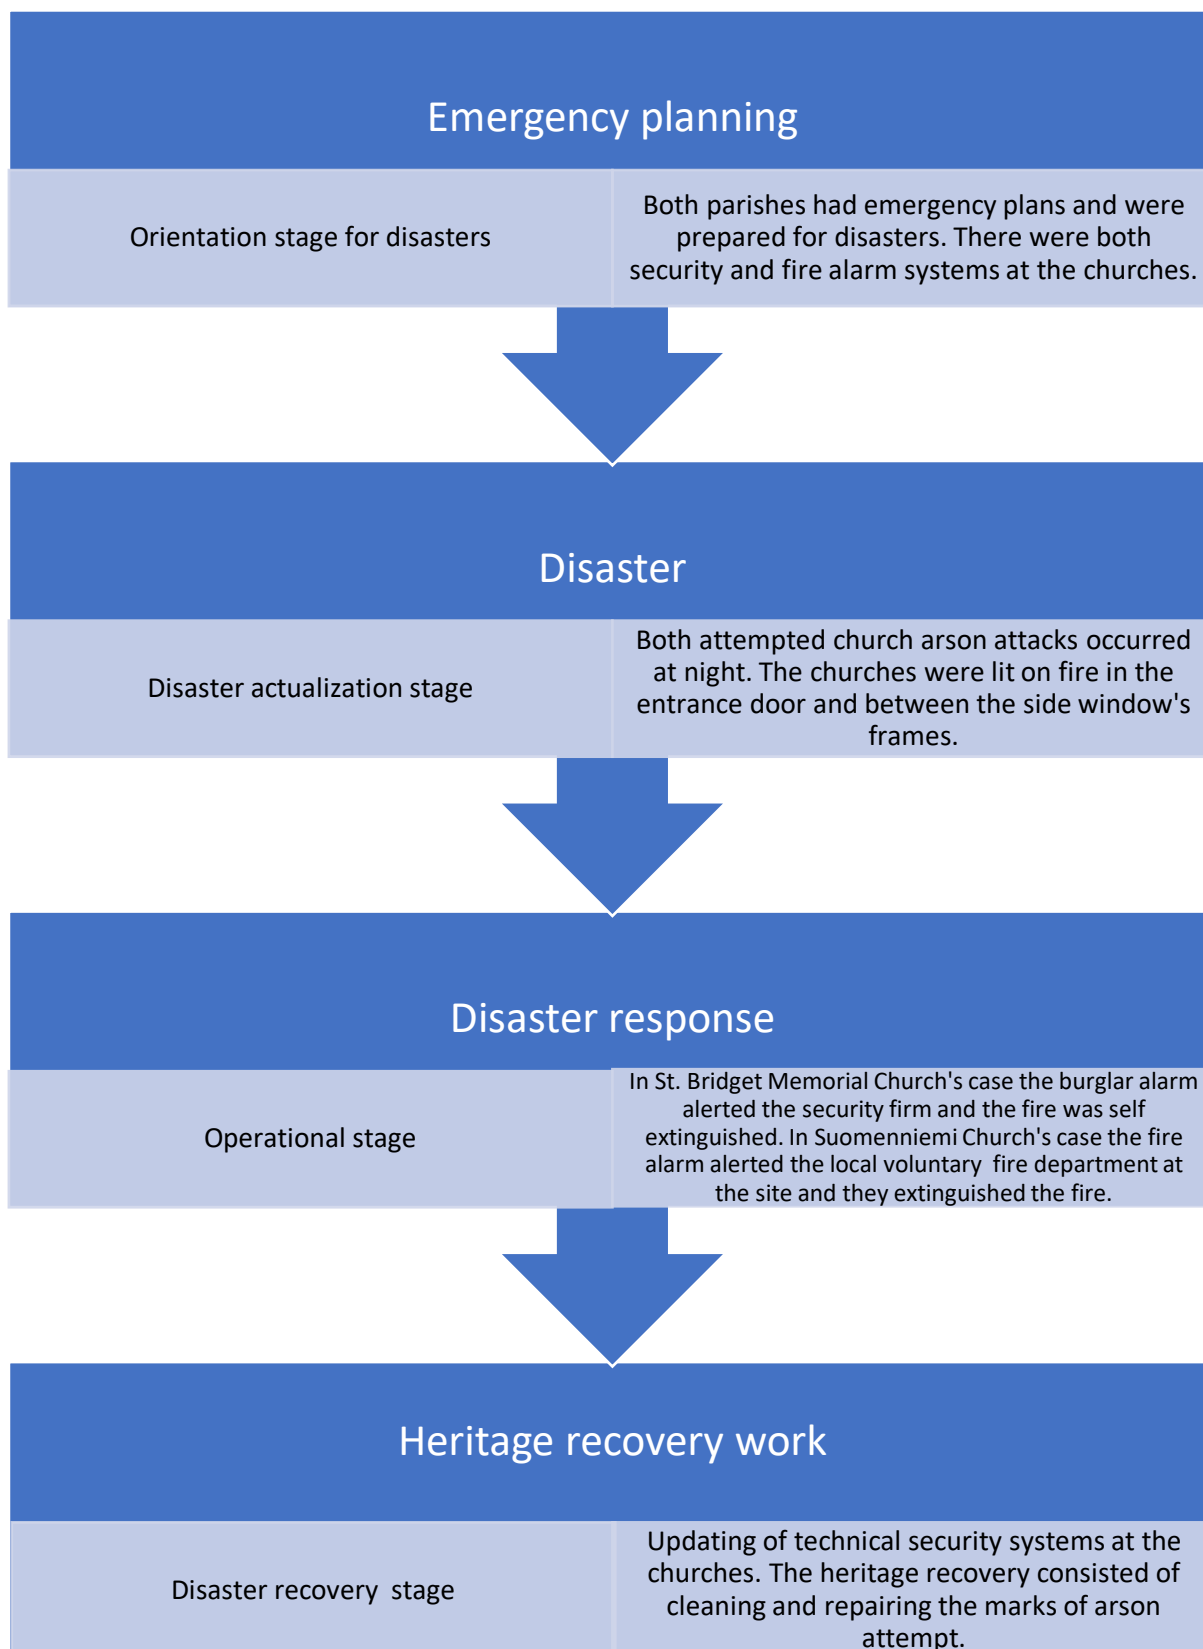 Emergency planning
Orientation stage for disasters
Both parishes had emergency plans and were
prepared for disasters. There were both
security and fire alarm systems at the churches.
Disaster
Disaster actualization stage
Both attempted church arson attacks occurred
at night. The churches were lit on fire in the
entrance door and between the side window's
frames.
Disaster response
Operational stage
In St. Bridget Memorial Church's case the burglar alarm
alerted the security firm and the fire was self
extinguished. In Suomenniemi Church's case the fire
alarm alerted the local voluntary fire department at
the site and they extinguished the fire.
Heritage recovery work
Disaster recovery stage
Updating of technical security systems at the
churches. The heritage recovery consisted of
cleaning and repairing the marks of arson
attempt.